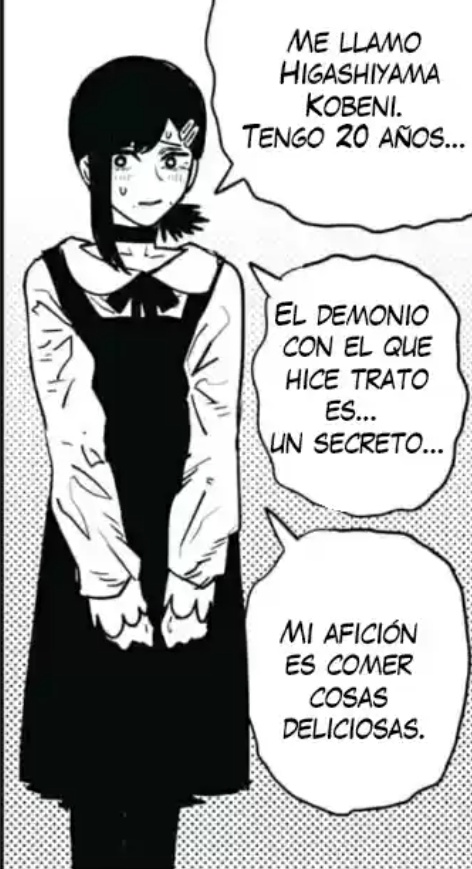 ME LLAMO
HIGASHIYAMA
KOBENI.
TENGO 20 AÑOS...
EL DEMONIO
CON EL QUE
HICE TRATO
ES...
UN SECRETO...
MI AFICIÓN
ES COMER
COSAS
DELICIOSAS.